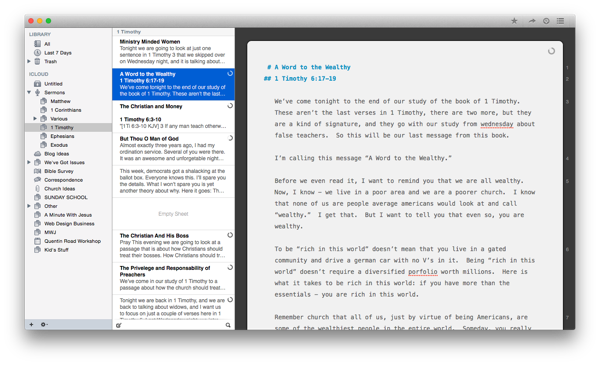 LIBRARY
All
Last 7 Days
Trash
ICLOUD
Untitled
Sermons
Matthew
1 Corinthians
Various
1 Timothy
Ephesians
Exodus
Blog Ideas
We've Got Issues
Bible Survey
Correspondence
Church Ideas
SUNDAY SCHOOL
Other
A Minute With Jesus
Web Design Business
MWJ
Quentin Read Workshop
Kid's Stuff
1 Timothy
Ministry Minded Women
Tonight we are going to look at just one
sentence in 1 Timothy 3 that we skipped over
on Wednesday night, and it is talking about…
A Word to the Wealthy
1 Timothy 6:17-19
We've come tonight to the end of our study of
the book of 1 Timothy. These aren't the last…
The Christian and Money
1 Timothy 6:3-10
"[1Ti 6:3-10 KJV] 3 If any man teach otherwi…
But Thou O Man of God
Almost exactly three years ago, I had my
ordination service. Several of you were there.
It was an awesome and unforgetable night…
This week, democrats got a shalacking at the
ballot box. Everyone knows this. I'll spare you
the details. What I won't spare you is yet
another theory about why. Here it goes: Th…
Empty Sheet
The Christian And His Boss
Pray This evening we are going to look at a
passage that is about how Christians should
treat their bosses. How Christians should tr…
The Privelege and Responsability of
Preachers
We've come in our study of 1 Timothy to a
passage about how the church should treat…
Tonight we are back in 1 Timothy, and we are
back to talking about widows, and I want us
to focus on just a couple of verses here in 1
# A Word to the Wealthy
## 1 Timothy 6:17-19
We've come tonight to the end of our study of the book of 1 Timothy.
These aren't the last verses in 1 Timothy, there are two more, but they
are a kind of signature, and they go with our study from wednesday about
false teachers.  So this will be our last message from this book.
I'm calling this message "A Word to the Wealthy."
Before we even read it, I want to remind you that we are all wealthy.
Now, I know – we live in a poor area and we are a poorer church.  I know
that none of us are people average americans would look at and call
"wealthy."  I get that.  But I want to tell you that even so, you are
wealthy.
To be "rich in this world" doesn't mean that you live in a gated
community and drive a german car with no V's in it.  Being "rich in this
world" doesn't require a diversified porfolio worth millions.  Here is
what it takes to be rich in this world: if you have more than the
essentials – you are rich in this world.
Remember church that all of us, just by virtue of being Americans, are
some of the wealthiest people in the entire world.  Someday, you really
1
2
3
4
5
6
7